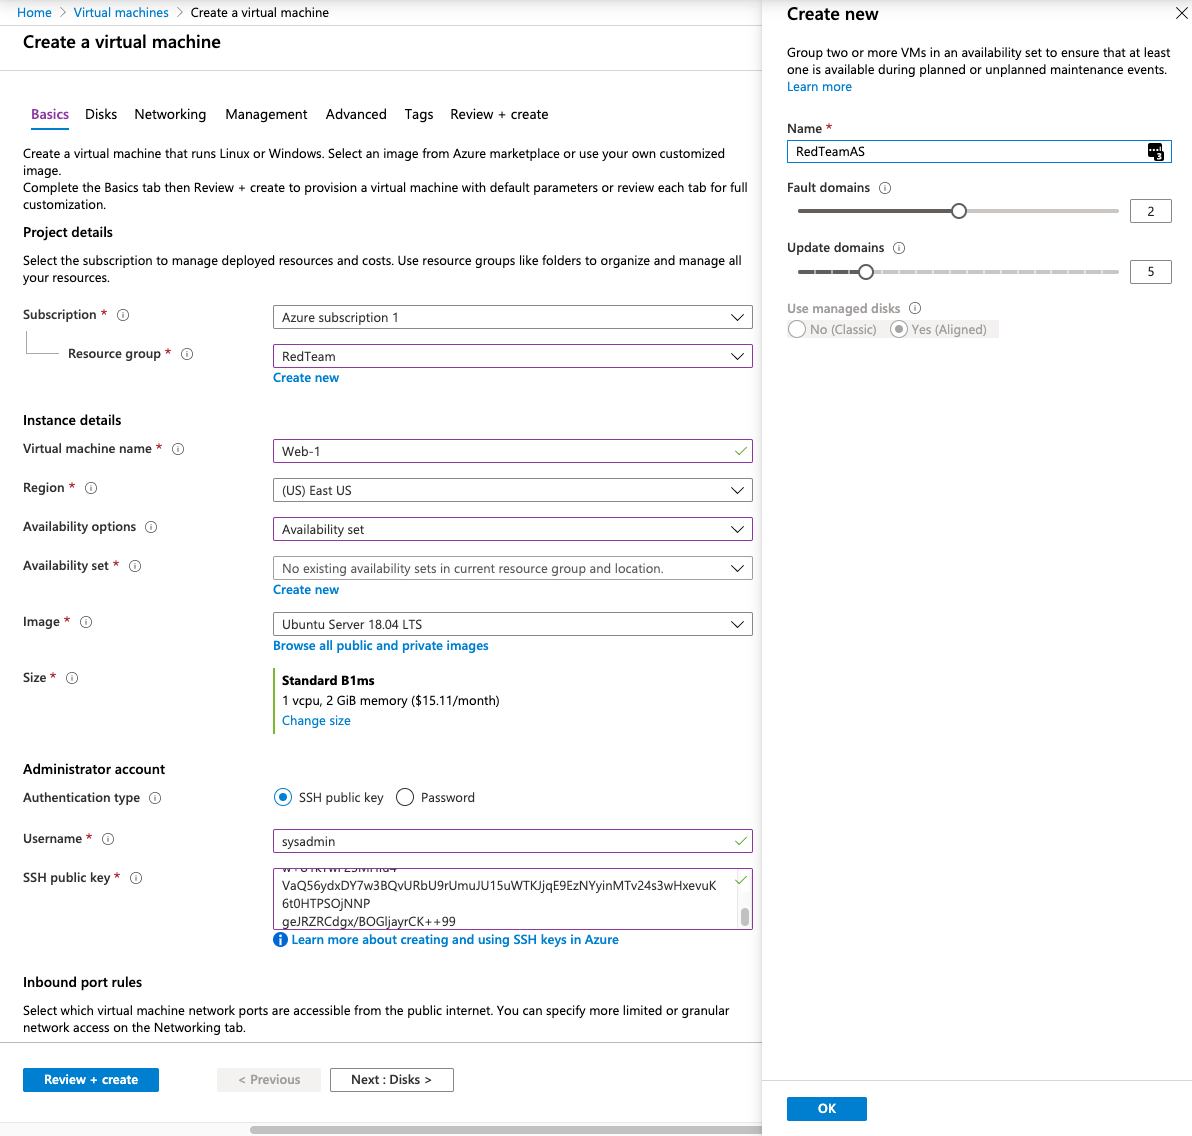 Home > Virtual machines > Create a virtual machine
Create a virtual machine
Basics Disks Networking Management Advanced Tags Review + create
Create a virtual machine that runs Linux or Windows. Select an image from Azure marketplace or use your own customized
image.
Complete the Basics tab then Review + create to provision a virtual machine with default parameters or review each tab for full
customization.
Project details
Select the subscription to manage deployed resources and costs. Use resource groups like folders to organize and manage all
your resources.
Subscription *
Azure subscription 1
Resource group *
RedTeam
Create new
Instance details
Virtual machine name *
Web-1
Region *
(US) East US
Availability options
Availability set
Availability set *
No existing availability sets in current resource group and location.
Create new
Image *
Ubuntu Server 18.04 LTS
Browse all public and private images
Size *
Standard B1ms
1 vcpu, 2 GiB memory ($15.11/month)
Change size
Administrator account
Authentication type
SSH public key Password
Username *
sysadmin
SSH public key *
VaQ56ydxDY7w3BQvURbU9rUmuJU15uWTKJjqE9EzNYyinMTv24s3wHxevuK
6t0HTPSOjNNP
geJRZRCdgx/BOGljayrCK++99
Learn more about creating and using SSH keys in Azure
Inbound port rules
Select which virtual machine network ports are accessible from the public internet. You can specify more limited or granular
network access on the Networking tab.
Review + create
< Previous
Next : Disks >
Create new
Group two or more VMs in an availability set to ensure that at least
one is available during planned or unplanned maintenance events.
Learn more
Name *
RedTeamAS
3
Fault domains
2
Update domains
5
Use managed disks
No (Classic) Yes (Aligned)
OK